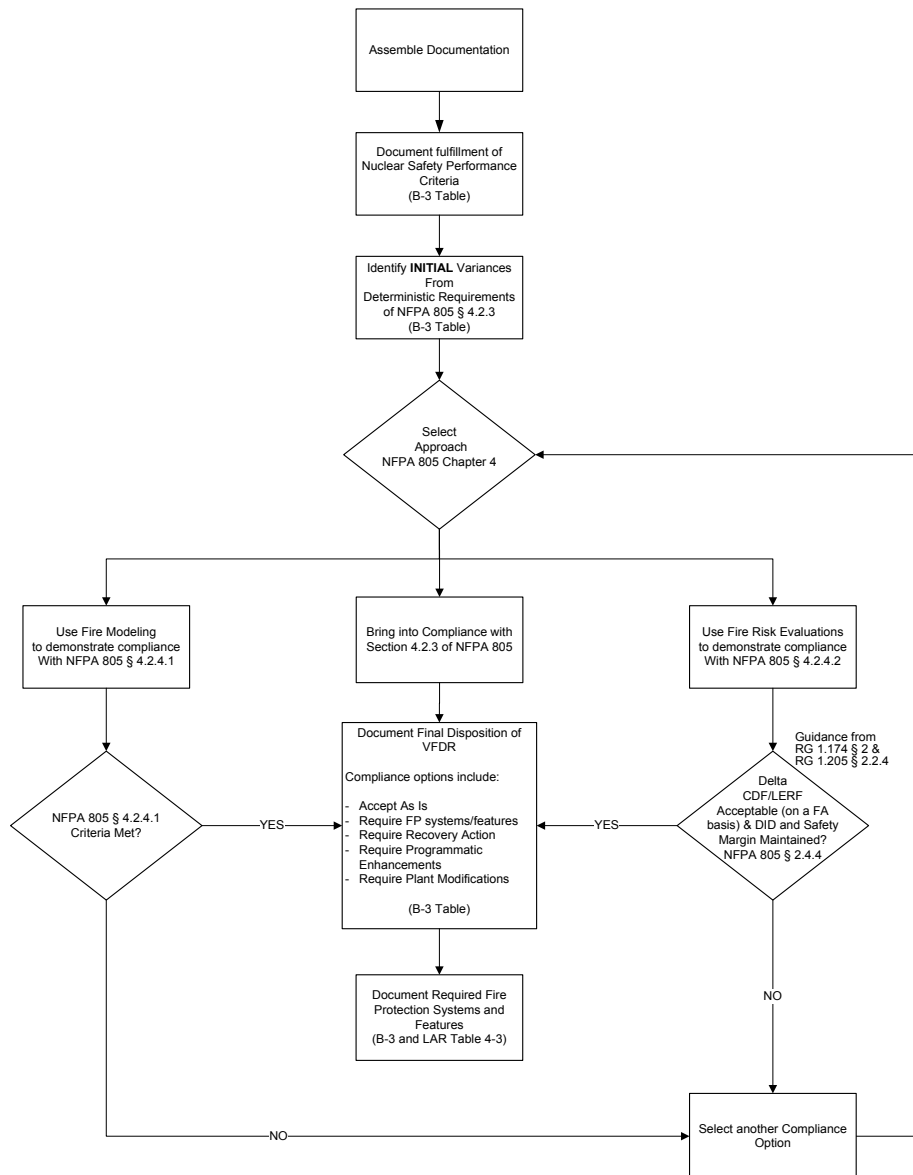 Assemble Documentation
Document fulfillment of
Nuclear Safety Performance
Criteria
(B-3 Table)
Identify INITIAL Variances
From
Deterministic Requirements
of NFPA 805 § 4.2.3
(B-3 Table)
Select
Approach
NFPA 805 Chapter 4
Use Fire Modeling
to demonstrate compliance
With NFPA 805 § 4.2.4.1
Bring into Compliance with
Section 4.2.3 of NFPA 805
Use Fire Risk Evaluations
to demonstrate compliance
With NFPA 805 § 4.2.4.2
Guidance from
RG 1.174 § 2 &
RG 1.205 § 2.2.4
NFPA 805 § 4.2.4.1
Criteria Met?
YES
Document Final Disposition of
VFDR
Compliance options include:
- Accept As Is
- Require FP systems/features
- Require Recovery Action
- Require Programmatic
Enhancements
- Require Plant Modifications
(B-3 Table)
YES
Delta
CDF/LERF
Acceptable (on a FA
basis) & DID and Safety
Margin Maintained?
NFPA 805 § 2.4.4
Document Required Fire
Protection Systems and
Features
(B-3 and LAR Table 4-3)
NO
NO
Select another Compliance
Option